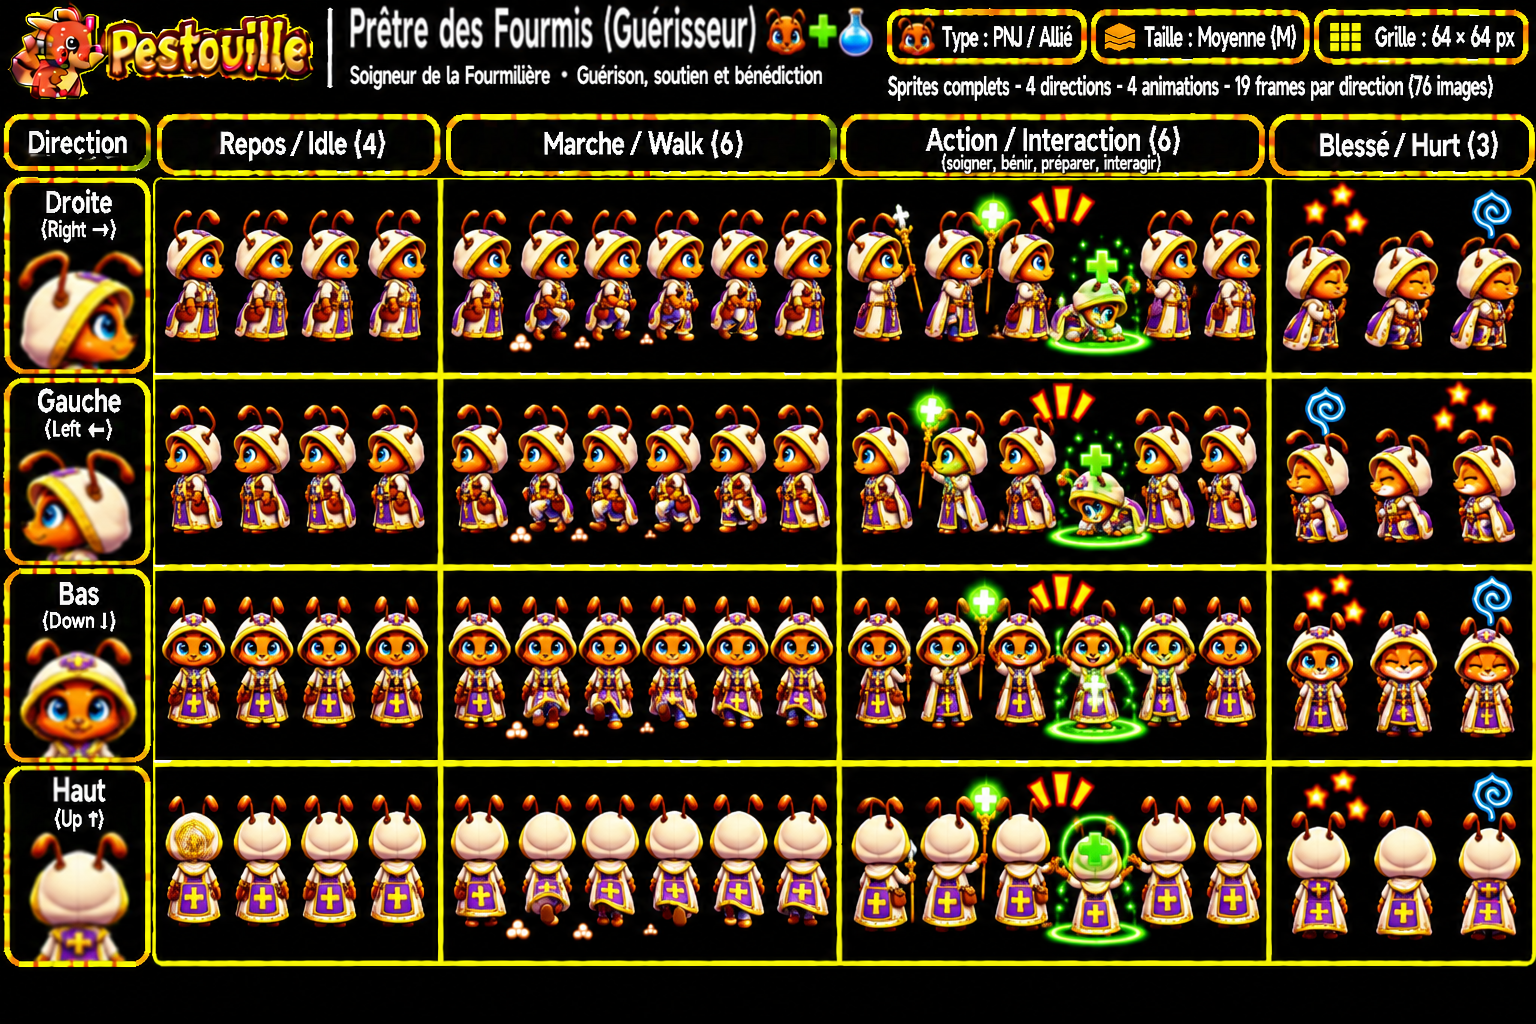 Pestouille
Prêtre des Fourmis (Guérisseur)
Soigneur de la Fourmilière • Guérison, soutien et bénédiction
Type : PNJ / Allié
Taille : Moyenne (M)
Grille : 64 × 64 px
Sprites complets - 4 directions - 4 animations - 19 frames par direction (76 images)
Direction
Repos / Idle (4)
Marche / Walk (6)
Action / Interaction (6)
(soigner, bénir, préparer, interagir)
Blessé / Hurt (3)
Droite
(Right →)
Gauche
(Left ←)
Bas
(Down ↓)
Haut
(Up ↑)